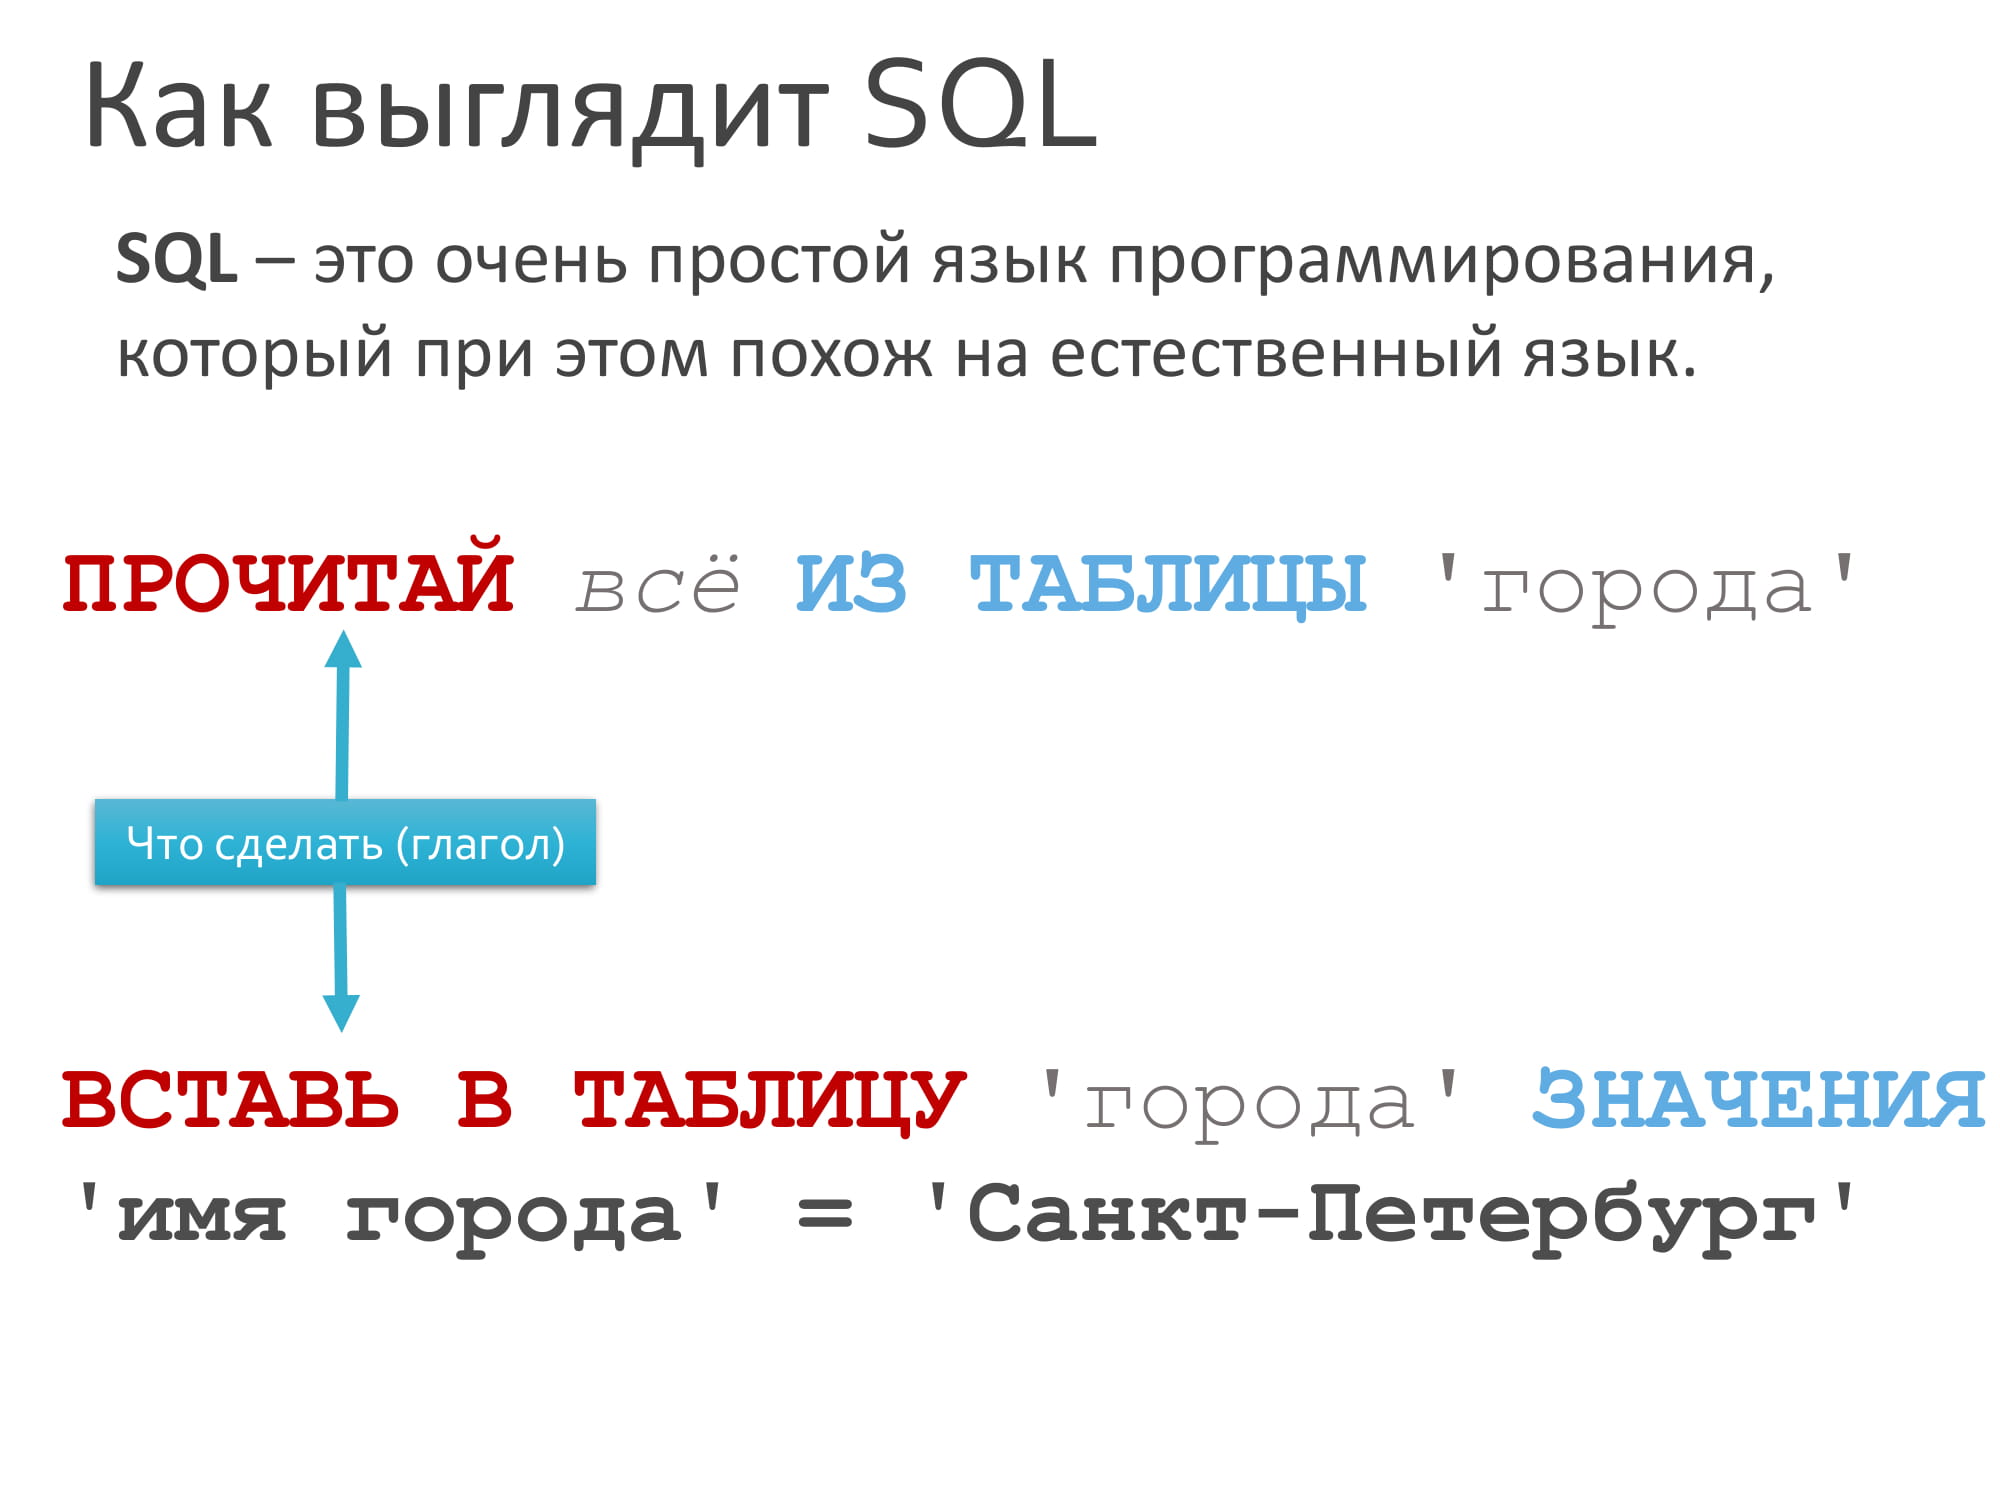 Как выглядит SQL
SQL – это очень простой язык программирования,
который при этом похож на естественный язык.
ПРОЧИТАЙ всё ИЗ ТАБЛИЦЫ 'города'
Что сделать (глагол)
ВСТАВЬ В ТАБЛИЦУ 'города' ЗНАЧЕНИЯ
'имя города' = 'Санкт-Петербург'